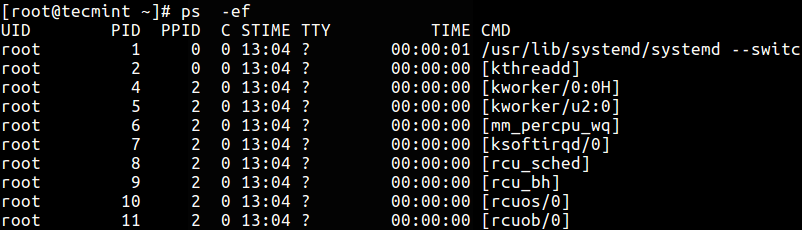 [root@tecmint ~]# ps  -ef
UID        PID  PPID  C STIME TTY          TIME CMD
root         1     0  0 13:04 ?        00:00:01 /usr/lib/systemd/systemd --switc
root         2     0  0 13:04 ?        00:00:00 [kthreadd]
root         4     2  0 13:04 ?        00:00:00 [kworker/0:0H]
root         5     2  0 13:04 ?        00:00:00 [kworker/u2:0]
root         6     2  0 13:04 ?        00:00:00 [mm_percpu_wq]
root         7     2  0 13:04 ?        00:00:00 [ksoftirqd/0]
root         8     2  0 13:04 ?        00:00:00 [rcu_sched]
root         9     2  0 13:04 ?        00:00:00 [rcu_bh]
root        10     2  0 13:04 ?        00:00:00 [rcuos/0]
root        11     2  0 13:04 ?        00:00:00 [rcuob/0]